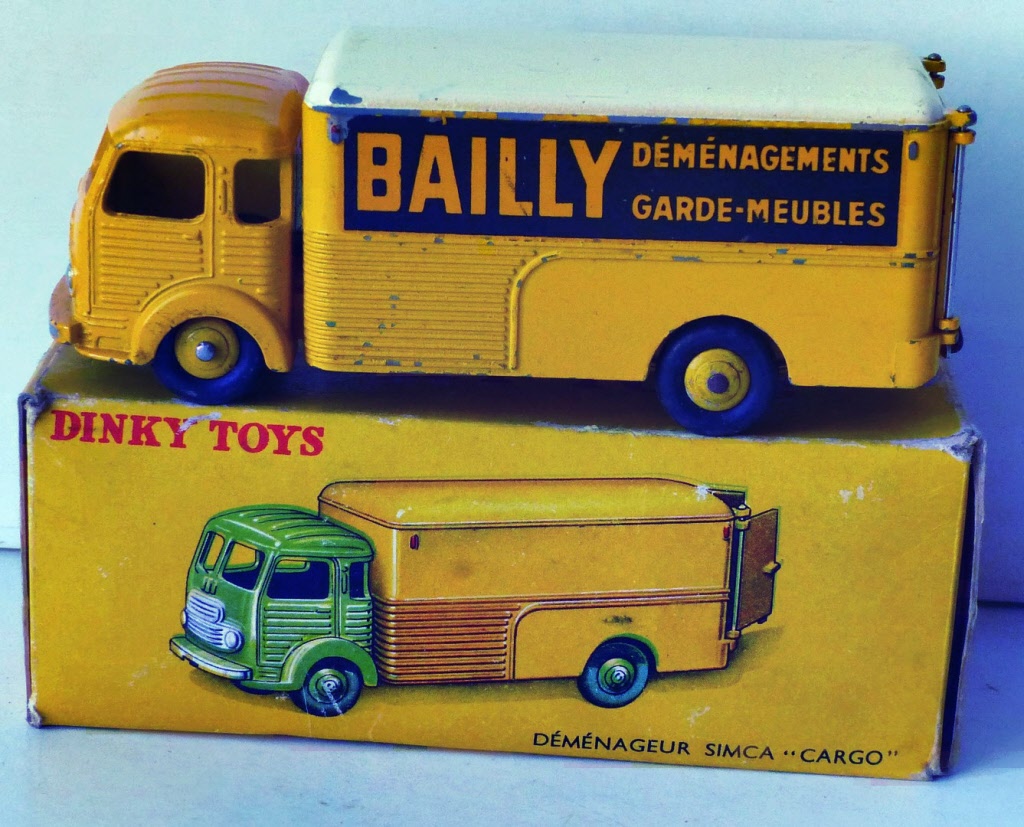 BAILLY
DÉMÉNAGEMENTS
GARDE-MEUBLES
DINKY TOYS
DÉMÉNAGEUR SIMCA "CARGO"